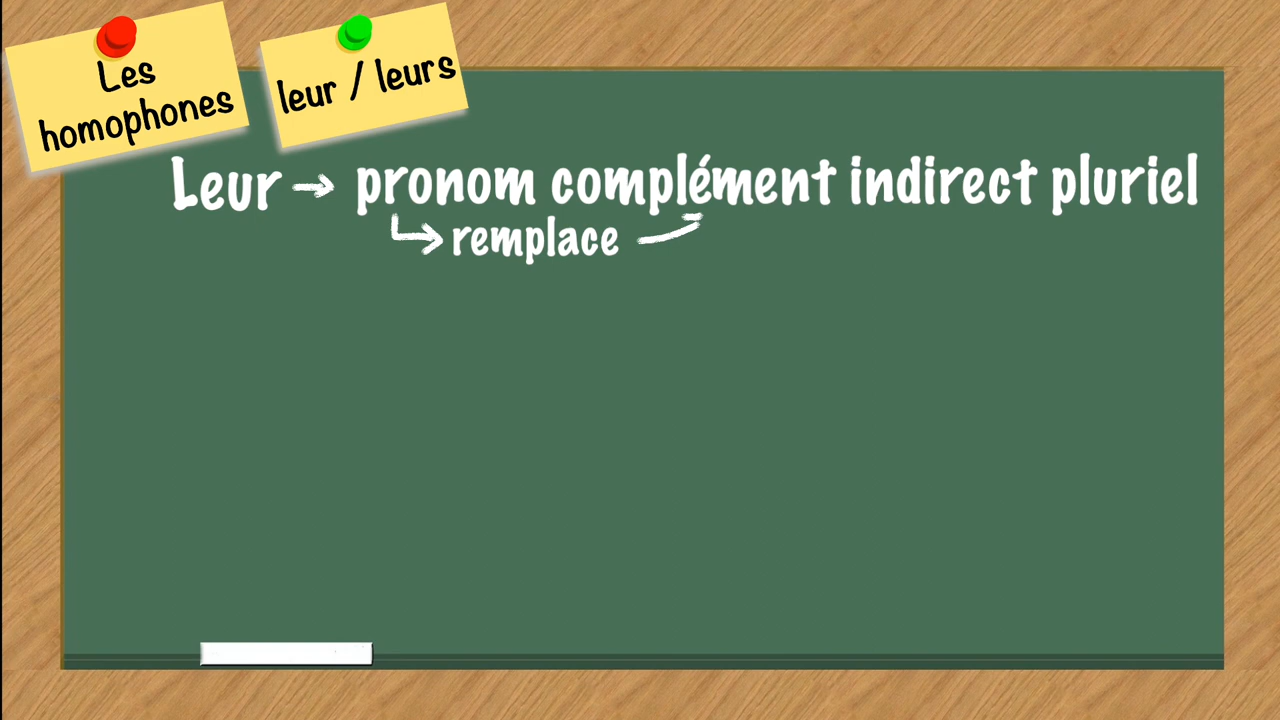 Les
homophones
leur / leurs
Leur → pronom complément indirect pluriel
remplace